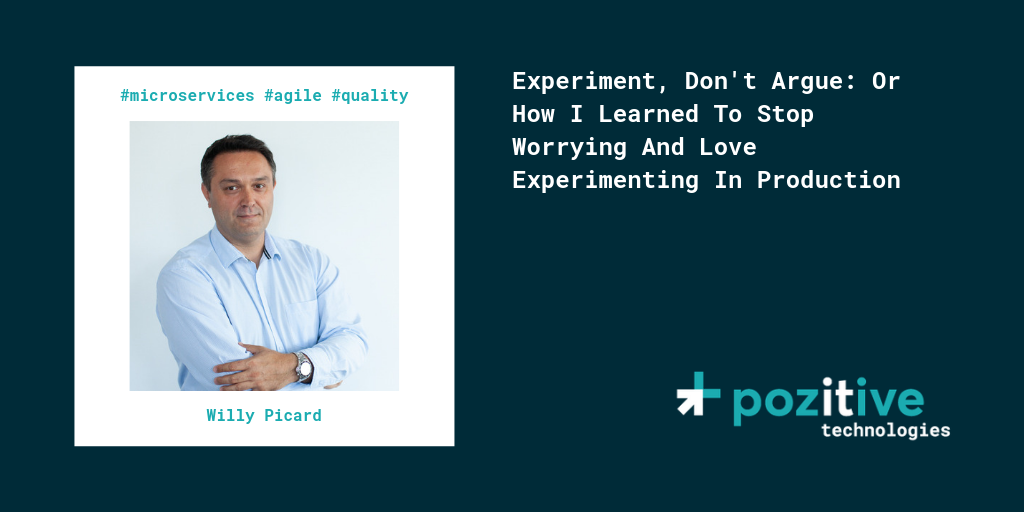 #microservices #agile #quality
Willy Picard
Experiment, Don't Argue: Or
How I Learned To Stop
Worrying And Love
Experimenting In Production
pozitive
technologies